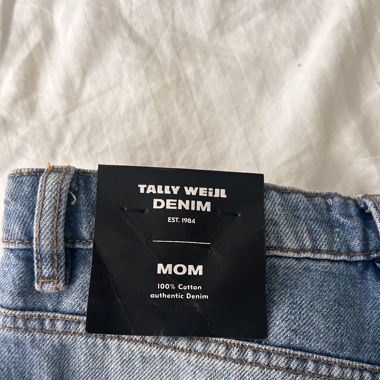 TALLY WEiJL
DENIM
EST. 1984
MOM
100% Cotton
authentic Denim